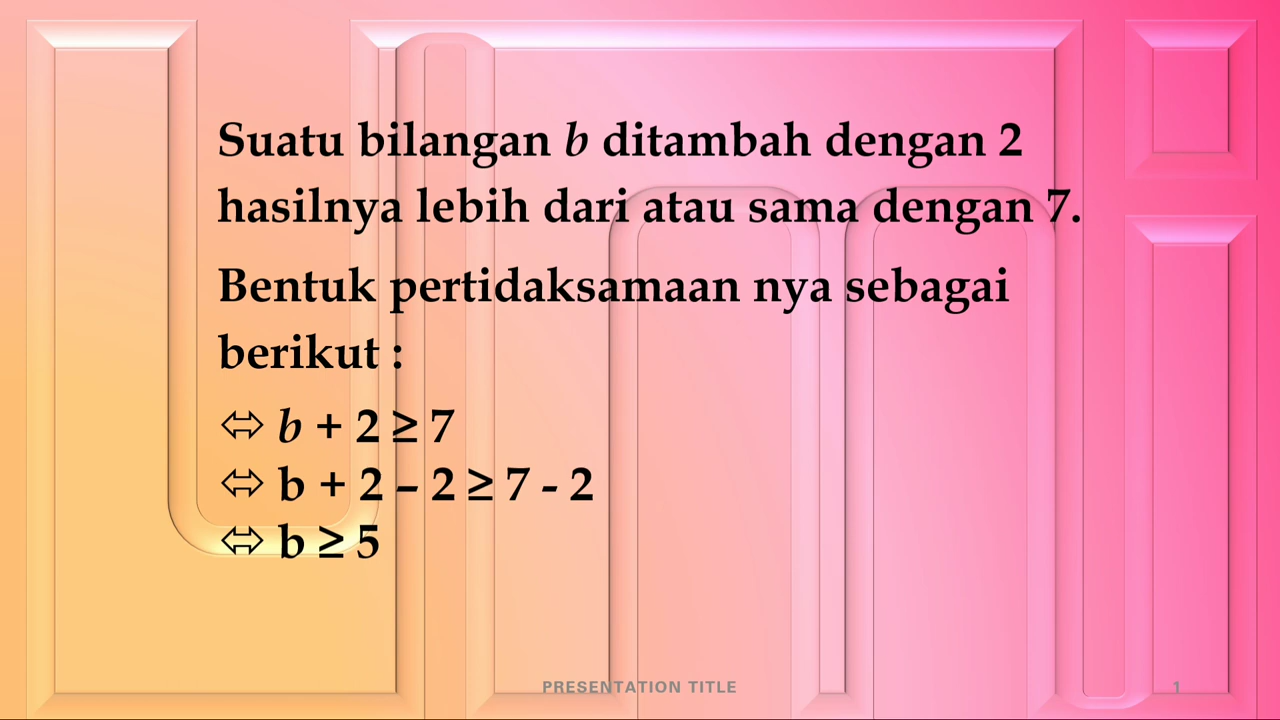 Suatu bilangan b ditambah dengan 2
hasilnya lebih dari atau sama dengan 7.
Bentuk pertidaksamaan nya sebagai
berikut :
⬄ b + 2 ≥ 7
⬄ b + 2 – 2 ≥ 7 - 2
⬄ b ≥ 5
PRESENTATION TITLE
1